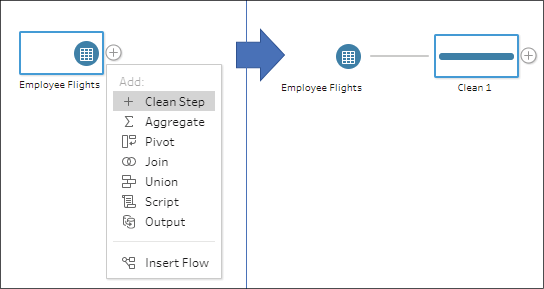 Employee Flights
Add:
Clean Step
Aggregate
Pivot
Join
Union
Script
Output
Insert Flow
Employee Flights
Clean 1